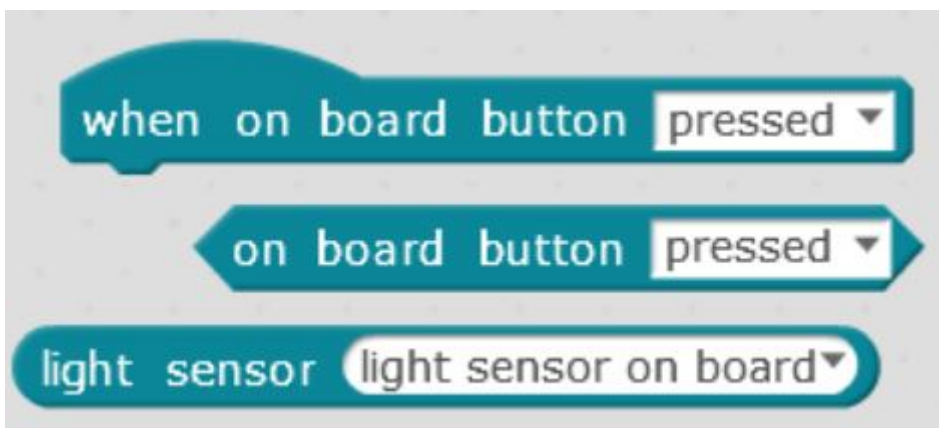 when on board button pressed
on board button pressed
light sensor light sensor on board